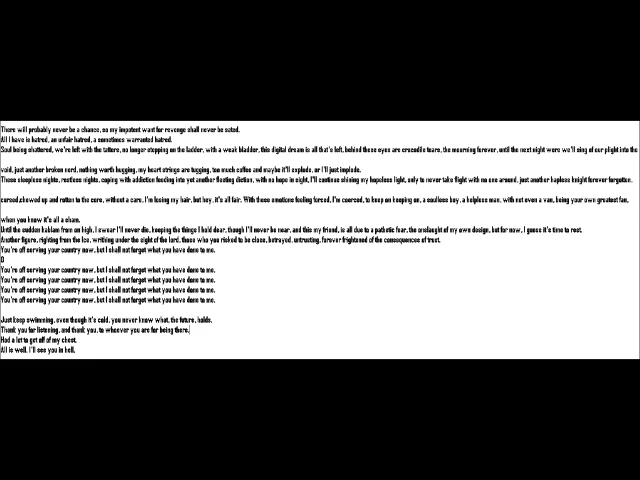 There will probably never be a chance, so my impotent want for revenge shall never be sated.
All I have is hatred, an unfair hatred, a sometimes warranted hatred.
Soul being shattered, we're left with the tatters, no longer stepping on the ladder, with a weak bladder, this digital dream is all that's left, behind these eyes are crocodile tears, the mourning forever, until the next night were we'll sing of our plight into the
void, just another broken nerd, nothing worth hugging, my heart strings are tugging, too much coffee and maybe it'll explode, or I'll just implode.
These sleepless nights, restless nights, coping with addiction feeding into yet another fleeting diction, with no hope in sight, I'll continue shining my hopeless light, only to never take flight with no one around, just another hapless knight forever forgotten,
cursed,chewed up and rotten to the core, without a care, I'm losing my hair, but hey, it's all fair. With these emotions feeling forced, I'm coerced, to keep on keeping on, a soulless boy, a helpless man, with not even a van, being your own greatest fan,
when you know it's all a sham.
Until the sudden kablam from on high, I swear I'll never die, keeping the things I hold dear, though I'll never be near, and this my friend, is all due to a pathetic fear, the onslaught of my own design, but for now, I guess it's time to rest.
Another figure, righting from the ice, writhing under the sight of the lord, those who you risked to be close, betrayed, untrusting, forever frightened of the consequences of trust.
You're off serving your country now, but I shall not forget what you have done to me.
O
You're off serving your country now, but I shall not forget what you have done to me.
You're off serving your country now, but I shall not forget what you have done to me.
You're off serving your country now, but I shall not forget what you have done to me.
You're off serving your country now, but I shall not forget what you have done to me.
Just keep swimming, even though it's cold, you never know what, the future, holds.
Thank you for listening, and thank you, to whoever you are for being there.
Had a lot to get off of my chest.
All is well, I'll see you in hell.